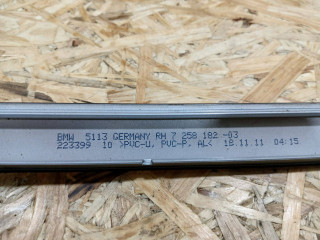 BMW 5113 GERMANY RH 7 258 182 -03
223399 10 >PVC-U, PVC-P, AL< 18.11.11 04:15